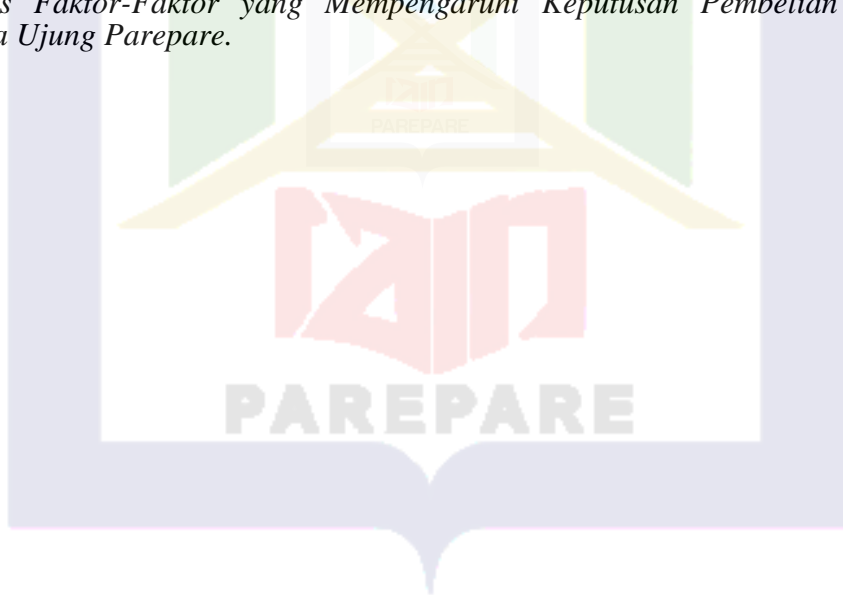 s Faktor-Faktor yang Mempengaruhi Keputusan Pembelian
a Ujung Parepare.
PAREPARE
PAREPARE